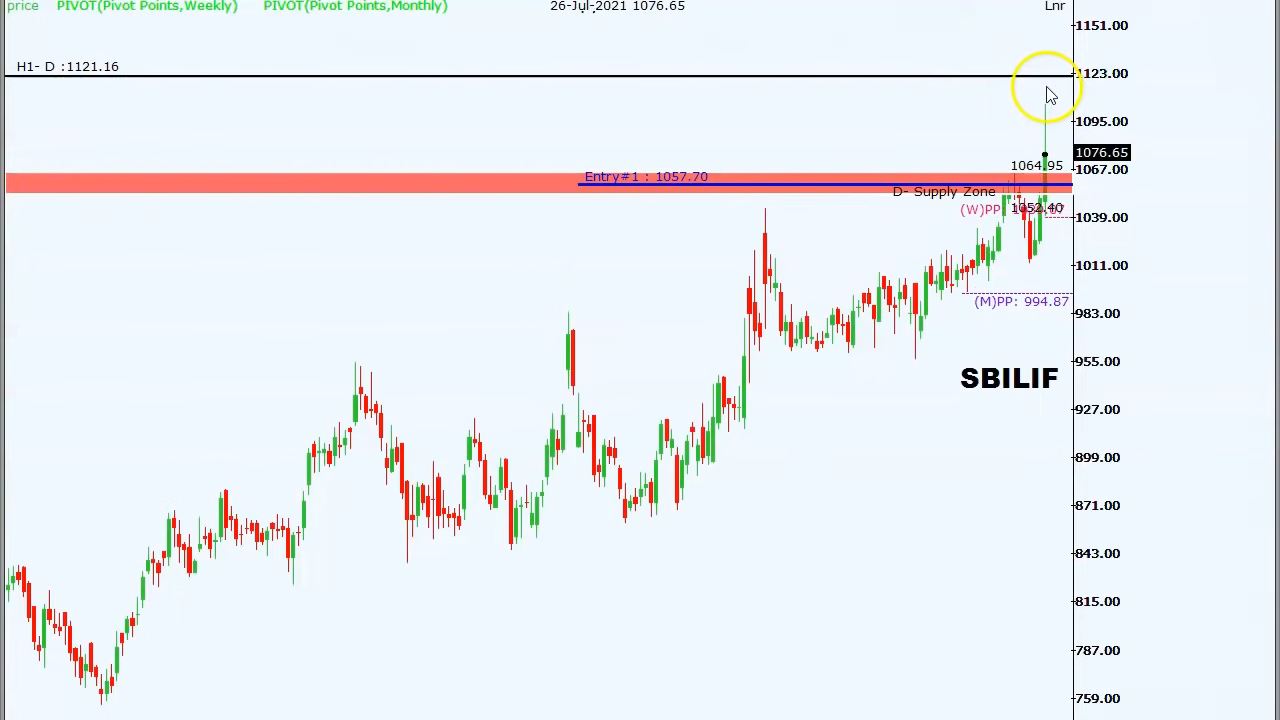 price PIVOT(Pivot Points,Weekly) PIVOT(Pivot Points,Monthly) 26-Jul-2021 1076.65 Lnr
1151.00
H1- D :1121.16
1123.00
1095.00
1076.65
1064.95
1067.00
Entry#1 : 1057.70
D- Supply Zone
(W)PP 1052.40
1039.00
1011.00
(M)PP: 994.87
983.00
955.00
SBILIF
927.00
899.00
871.00
843.00
815.00
787.00
759.00